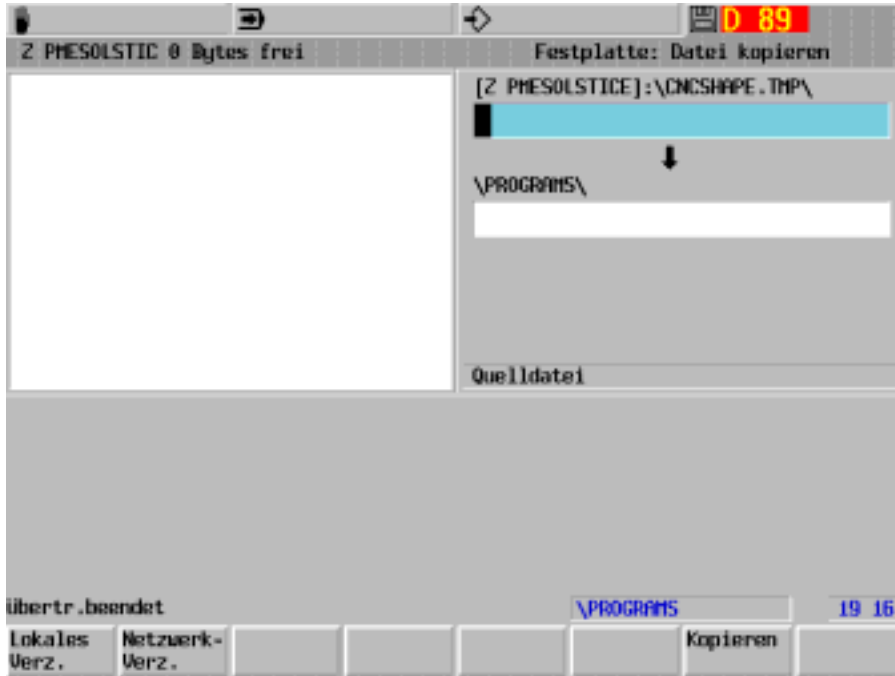 D 89
Z PMESOLSTIC 0 Bytes frei
Festplatte: Datei kopieren
[Z PMESOLSTICE]:\CNCSHAPE.TMP\
\PROGRAMS\
Quelldatei
übertr.beendet
\PROGRAMS
19 16
Lokales Verz.
Netzwerk-
Verz.
Kopieren